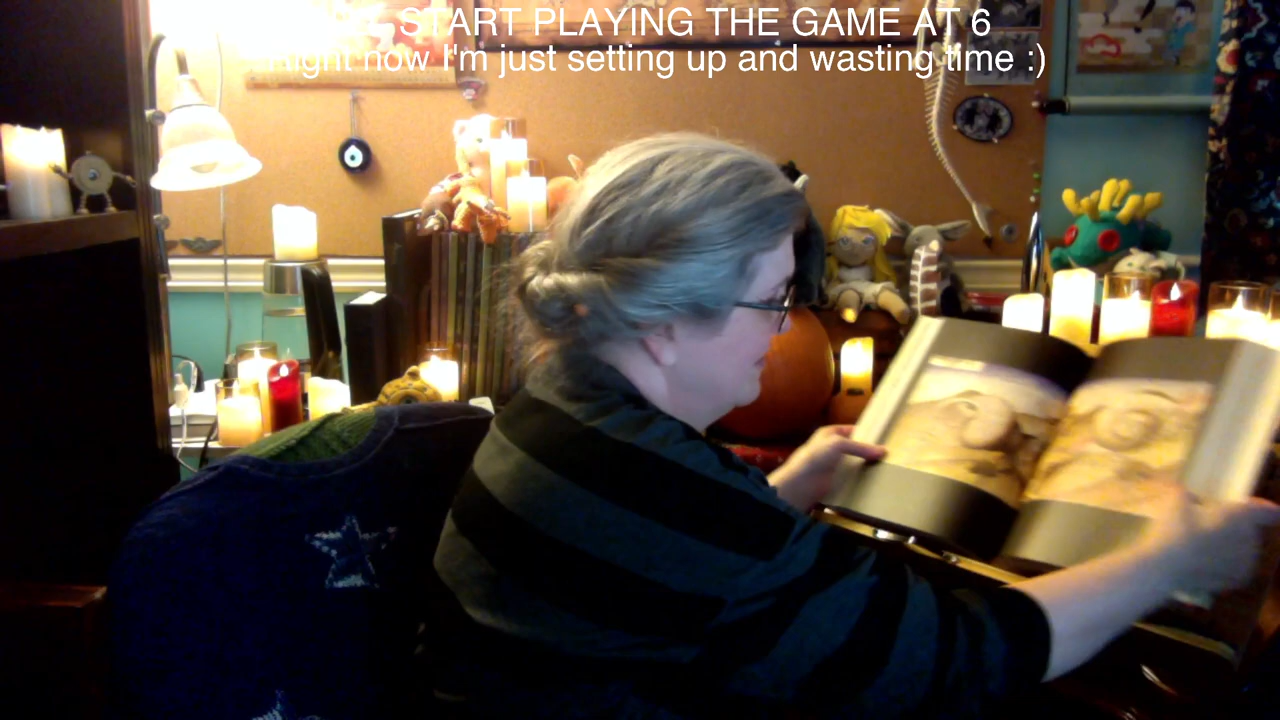 START PLAYING THE GAME AT 6
Right now I'm just setting up and wasting time :)